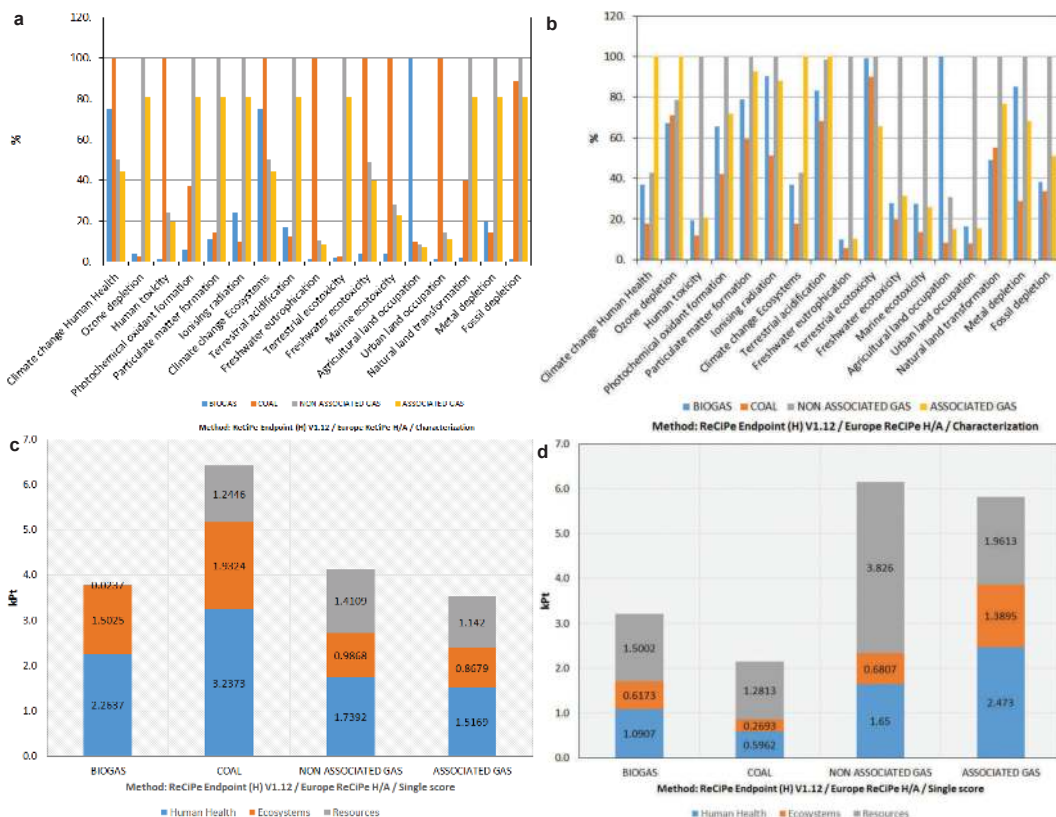 a
120.
100.
80.
60.
40.
20.
0.
%
Climate change Human Health
Ozone depletion
Human toxicity
Photochemical oxidant formation
Particulate matter formation
Ionising radiation
Climate change Ecosystems
Terrestrial acidification
Freshwater eutrophication
Terrestrial ecotoxicity
Freshwater ecotoxicity
Marine ecotoxicity
Agricultural land occupation
Urban land occupation
Natural land transformation
Metal depletion
Fossil depletion
BIOGAS COAL NON ASSOCIATED GAS ASSOCIATED GAS
Method: ReCiPe Endpoint (H) V1.12 / Europe ReCiPe H/A / Characterization
b
120.
100.
80.
60.
40.
20.
0.
%
Climate change Human Health
Ozone depletion
Human toxicity
Photochemical oxidant formation
Particulate matter formation
Ionising radiation
Climate change Ecosystems
Terrestrial acidification
Freshwater eutrophication
Terrestrial ecotoxicity
Freshwater ecotoxicity
Marine ecotoxicity
Agricultural land occupation
Urban land occupation
Natural land transformation
Metal depletion
Fossil depletion
BIOGAS COAL NON ASSOCIATED GAS ASSOCIATED GAS
Method: ReCiPe Endpoint (H) V1.12 / Europe ReCiPe H/A / Characterization
c
7.0
6.0
5.0
4.0
3.0
2.0
1.0
0.0
kPt
0.0237
1.5025
2.2637
1.2446
1.9324
3.2373
1.4109
0.9868
1.7392
1.142
0.8679
1.5169
BIOGAS COAL NON ASSOCIATED GAS ASSOCIATED GAS
Method: ReCiPe Endpoint (H) V1.12 / Europe ReCiPe H/A / Single score
Human Health Ecosystems Resources
d
7.0
6.0
5.0
4.0
3.0
2.0
1.0
0.0
kPt
1.5002
0.6173
1.0907
1.2813
0.2693
0.5962
3.826
0.6807
1.65
1.9613
1.3895
2.473
BIOGAS COAL NON ASSOCIATED GAS ASSOCIATED GAS
Method: ReCiPe Endpoint (H) V1.12 / Europe ReCiPe H/A / Single score
Human Health Ecosystems Resources